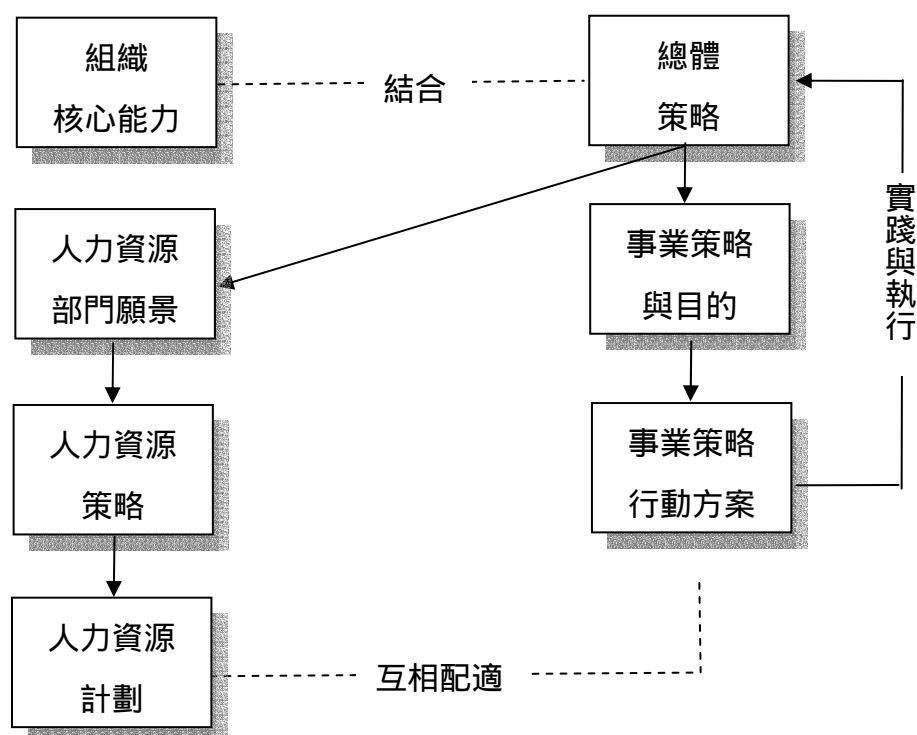 組織
核心能力
結合
總體
策略
實踐與執行
人力資源
部門願景
事業策略
與目的
人力資源
策略
事業策略
行動方案
人力資源
計劃
互相配適